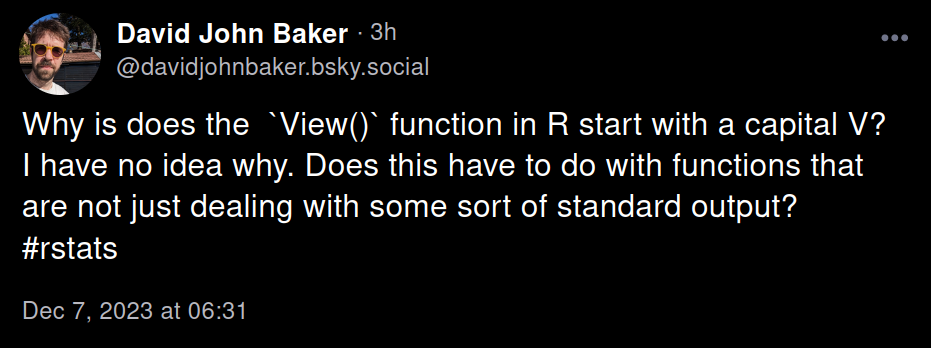 David John Baker · 3h
@davidjohnbaker.bsky.social
Why is does the  `View()` function in R start with a capital V?
I have no idea why. Does this have to do with functions that
are not just dealing with some sort of standard output?
#rstats
Dec 7, 2023 at 06:31